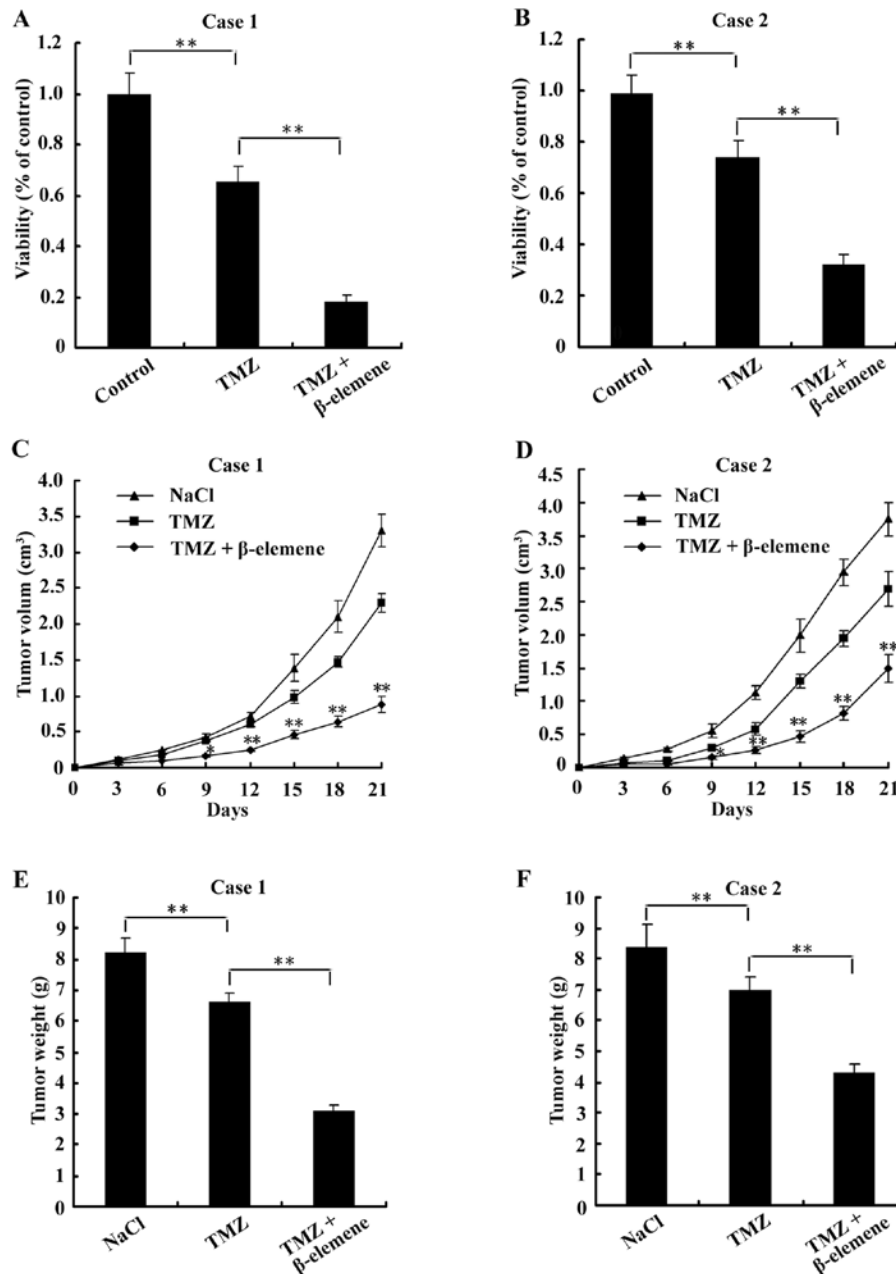 A
Case 1
**
**
1.2
1.0
0.8
0.6
0.4
0.2
0
Viability (% of control)
Control
TMZ
TMZ +
β-elemene
B
Case 2
**
**
1.2
1.0
0.8
0.6
0.4
0.2
0
Viability (% of control)
Control
TMZ
TMZ +
β-elemene
C
Case 1
4.0
3.5
3.0
2.5
2.0
1.5
1.0
0.5
0
Tumor volum (cm³)
NaCl
TMZ
TMZ + β-elemene
* ** ** ** **
0 3 6 9 12 15 18 21
Days
D
Case 2
4.5
4.0
3.5
3.0
2.5
2.0
1.5
1.0
0.5
0
Tumor volum (cm³)
NaCl
TMZ
TMZ + β-elemene
* ** ** ** **
0 3 6 9 12 15 18 21
Days
E
Case 1
**
**
10
9
8
7
6
5
4
3
2
1
0
Tumor weight (g)
NaCl
TMZ
TMZ +
β-elemene
F
Case 2
**
**
10
9
8
7
6
5
4
3
2
1
0
Tumor weight (g)
NaCl
TMZ
TMZ +
β-elemene